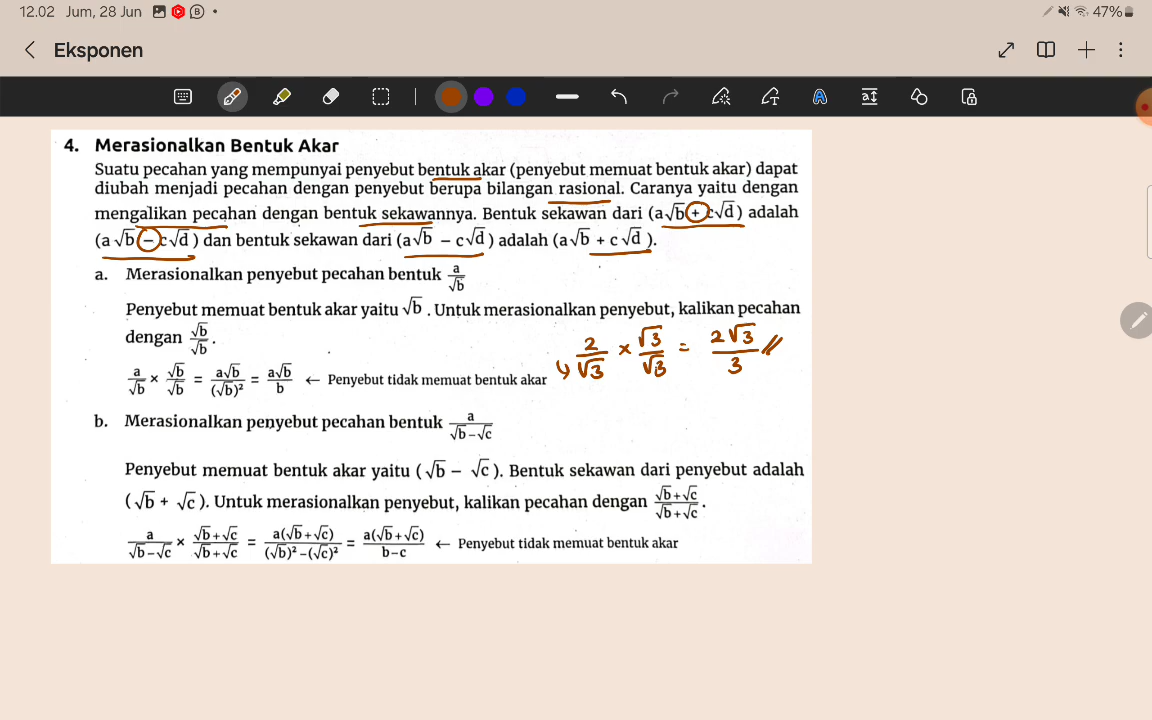 12.02 Jum, 28 Jun
47%
Eksponen
4. Merasionalkan Bentuk Akar
Suatu pecahan yang mempunyai penyebut bentuk akar (penyebut memuat bentuk akar) dapat
diubah menjadi pecahan dengan penyebut berupa bilangan rasional. Caranya yaitu dengan
mengalikan pecahan dengan bentuk sekawannya. Bentuk sekawan dari (a√b + c√d) adalah
(a√b − c√d) dan bentuk sekawan dari (a√b − c√d) adalah (a√b + c√d).
a. Merasionalkan penyebut pecahan bentuk a/√b
Penyebut memuat bentuk akar yaitu √b. Untuk merasionalkan penyebut, kalikan pecahan
dengan √b/√b.
2/√3 × √3/√3 = 2√3/3 //
a/√b × √b/√b = a√b/(√b)² = a√b/b ← Penyebut tidak memuat bentuk akar
b. Merasionalkan penyebut pecahan bentuk a/(√b−√c)
Penyebut memuat bentuk akar yaitu (√b − √c). Bentuk sekawan dari penyebut adalah
(√b + √c). Untuk merasionalkan penyebut, kalikan pecahan dengan (√b+√c)/(√b+√c).
a/(√b−√c) × (√b+√c)/(√b+√c) = a(√b+√c)/((√b)²−(√c)²) = a(√b+√c)/(b−c) ← Penyebut tidak memuat bentuk akar